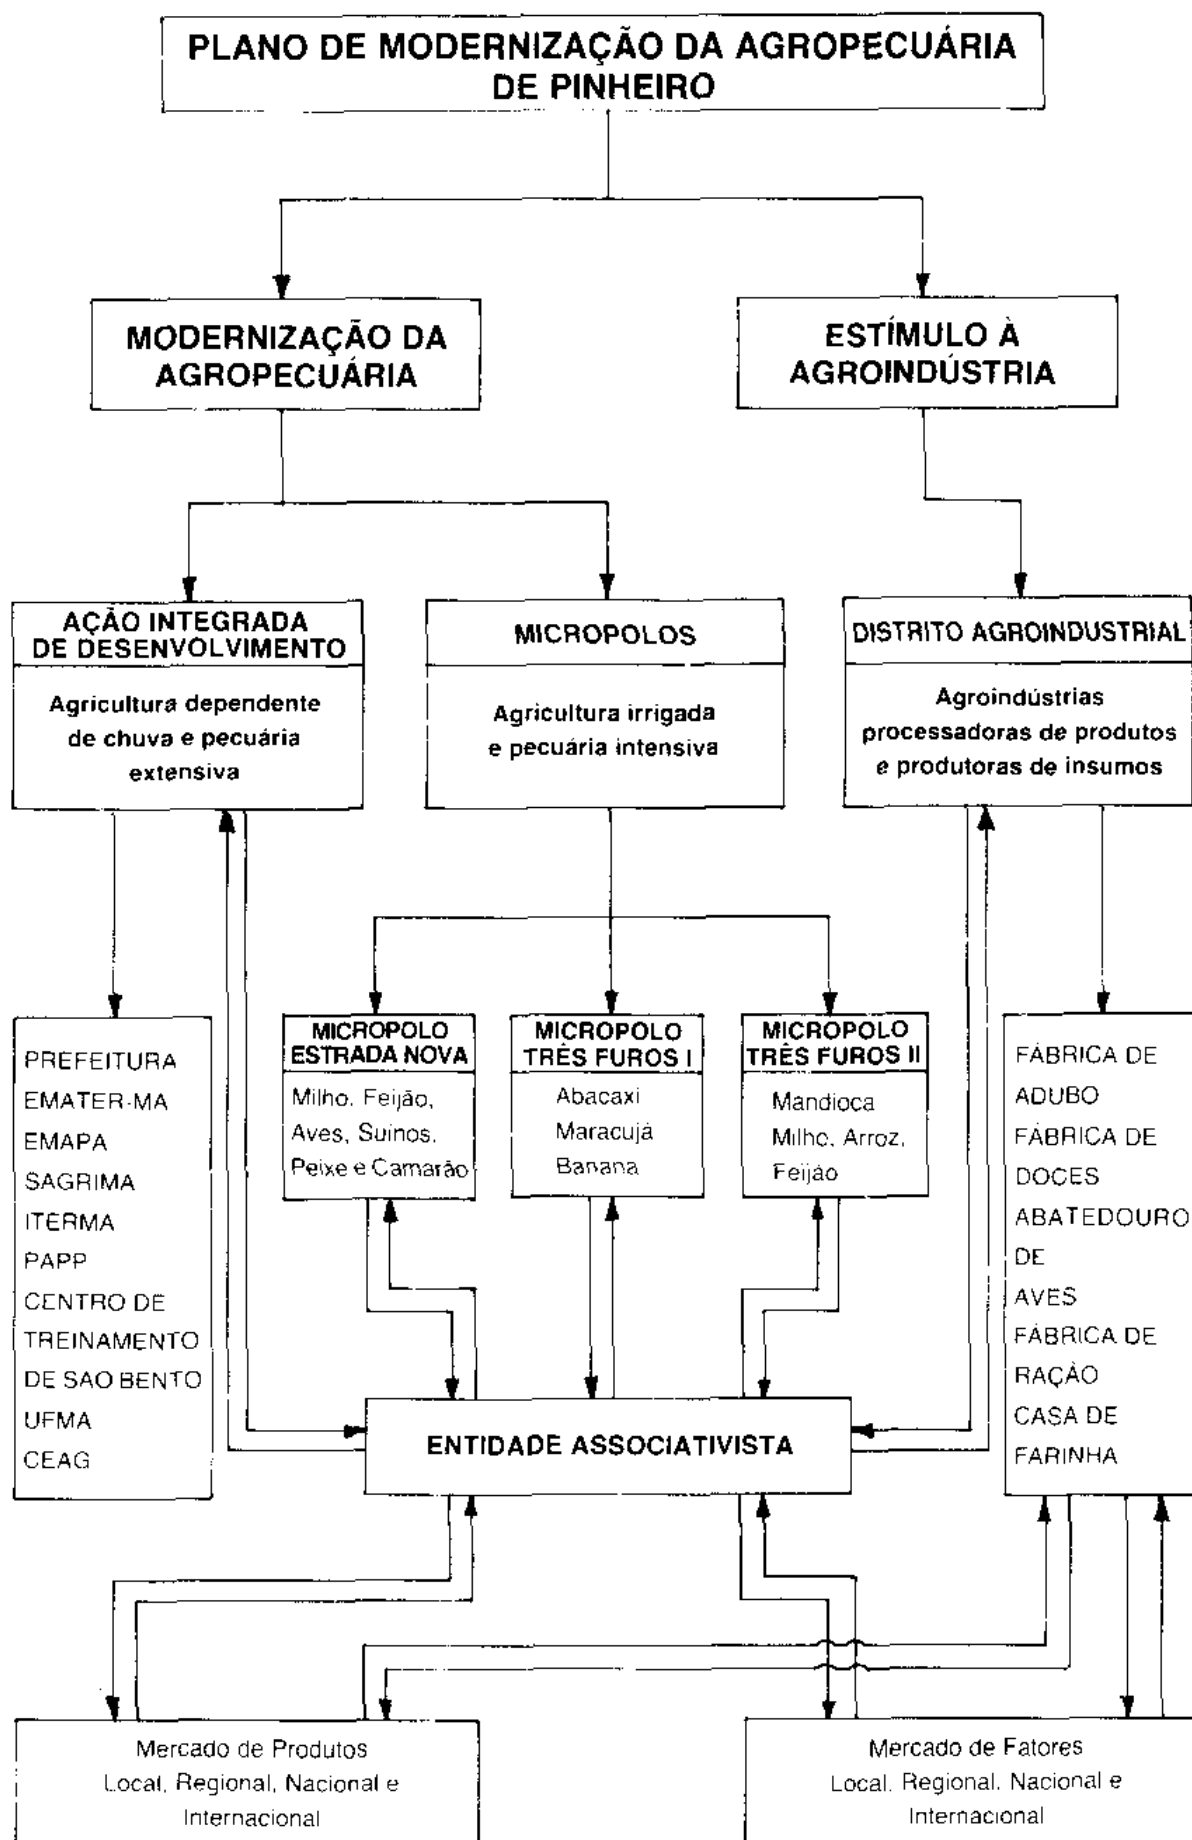 PLANO DE MODERNIZAÇÃO DA AGROPECUÁRIA
DE PINHEIRO
MODERNIZAÇÃO DA
AGROPECUÁRIA
ESTÍMULO À
AGROINDÚSTRIA
AÇÃO INTEGRADA
DE DESENVOLVIMENTO
Agricultura dependente
de chuva e pecuária
extensiva
MICROPOLOS
Agricultura irrigada
e pecuária intensiva
DISTRITO AGROINDUSTRIAL
Agroindústrias
processadoras de produtos
e produtoras de insumos
PREFEITURA
EMATER-MA
EMAPA
SAGRIMA
ITERMA
PAPP
CENTRO DE
TREINAMENTO
DE SAO BENTO
UFMA
CEAG
MICROPOLO
ESTRADA NOVA
Milho, Feijão,
Aves, Suínos,
Peixe e Camarão
MICROPOLO
TRÊS FUROS I
Abacaxi
Maracujá
Banana
MICROPOLO
TRÊS FUROS II
Mandioca
Milho, Arroz,
Feijão
FÁBRICA DE
ADUBO
FÁBRICA DE
DOCES
ABATEDOURO
DE
AVES
FÁBRICA DE
RAÇÃO
CASA DE
FARINHA
ENTIDADE ASSOCIATIVISTA
Mercado de Produtos
Local, Regional, Nacional e
Internacional
Mercado de Fatores
Local, Regional, Nacional e
Internacional